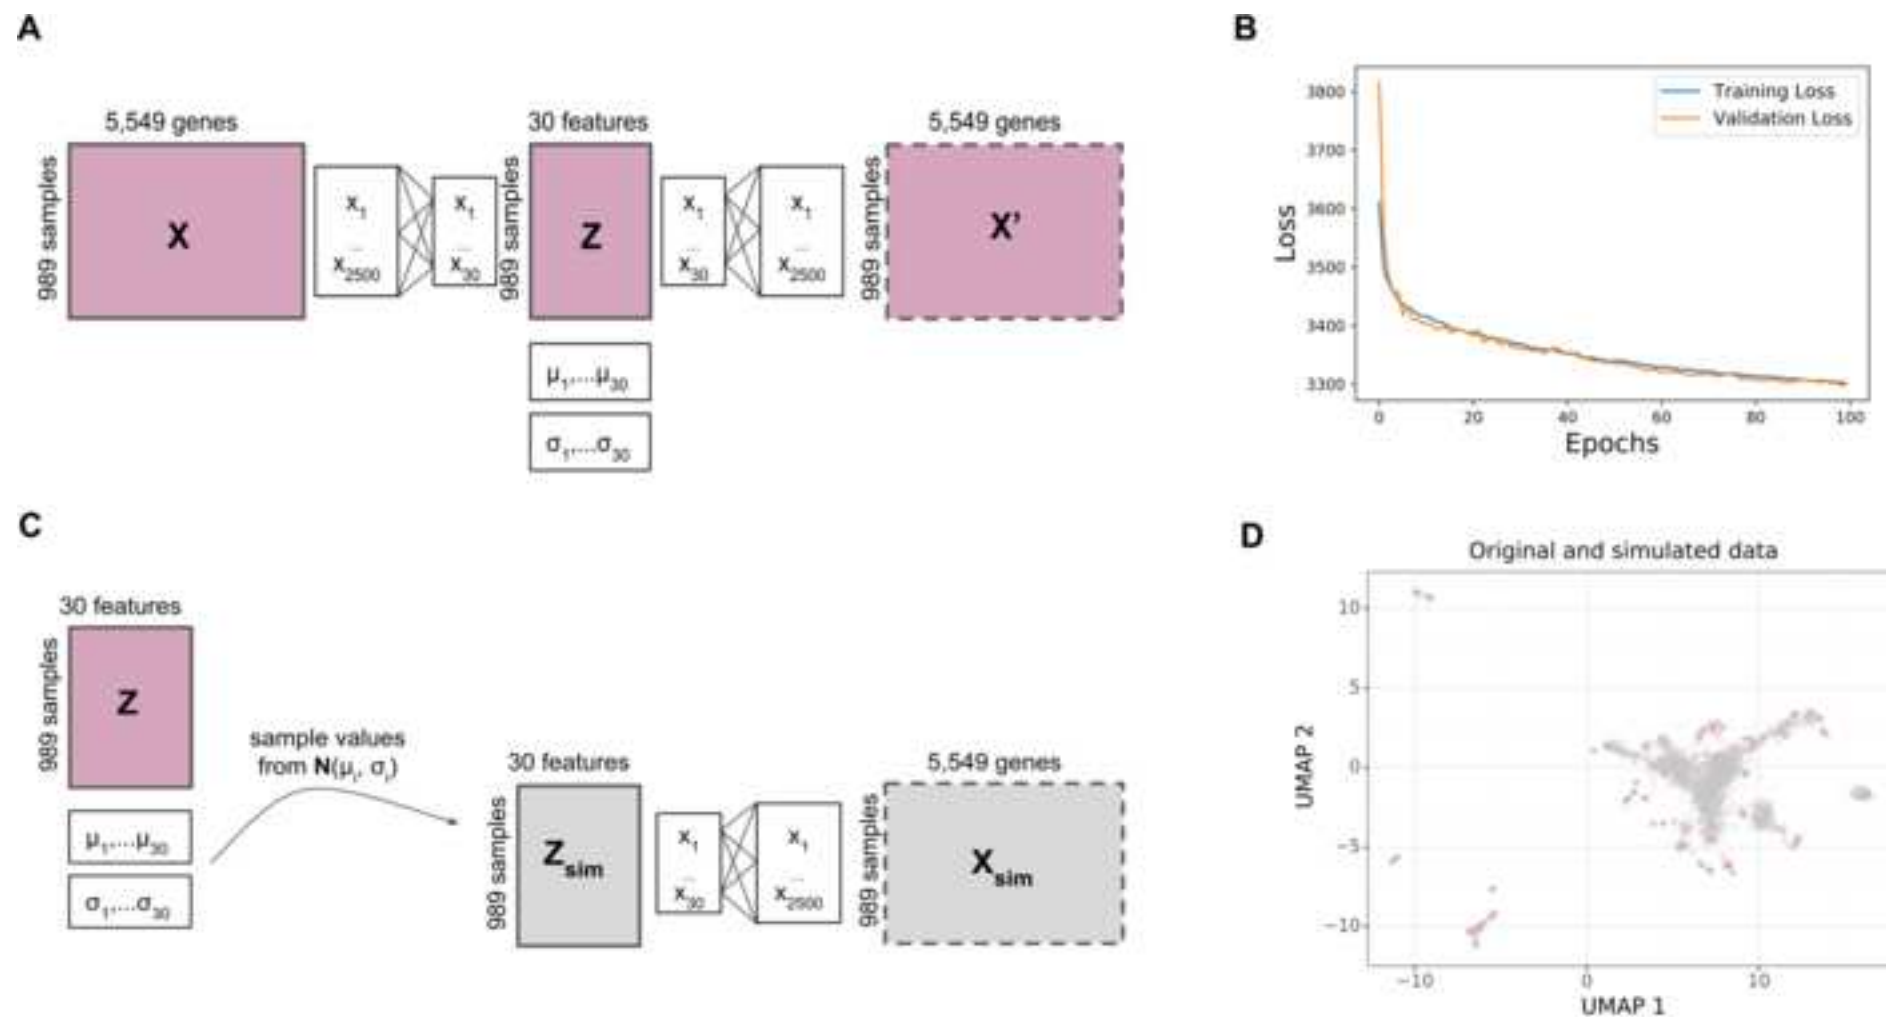 A
5,549 genes
989 samples
X
x1
...
x2500
x1
...
x30
30 features
989 samples
Z
μ1,...μ30
σ1,...σ30
x1
...
x30
x1
...
x2500
5,549 genes
989 samples
X’
B
Training Loss
Validation Loss
3800
3700
3600
3500
3400
3300
Loss
0 20 40 60 80 100
Epochs
C
30 features
989 samples
Z
μ1,...μ30
σ1,...σ30
sample values
from N(μi, σi)
30 features
989 samples
Zsim
x1
...
x30
x1
...
x2500
5,549 genes
989 samples
Xsim
D
Original and simulated data
10
5
0
−5
−10
UMAP 2
−10 0 10
UMAP 1